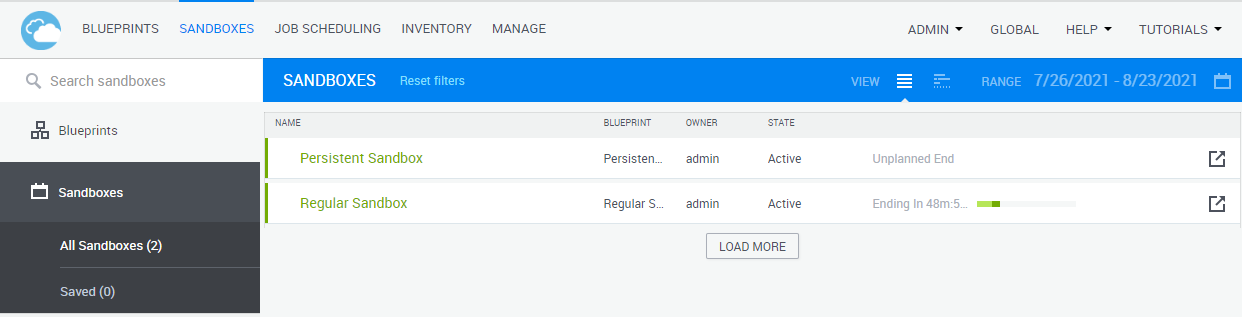 BLUEPRINTS SANDBOXES JOB SCHEDULING INVENTORY MANAGE ADMIN GLOBAL HELP TUTORIALS
Search sandboxes
SANDBOXES Reset filters VIEW RANGE 7/26/2021 - 8/23/2021
Blueprints
Sandboxes
All Sandboxes (2)
Saved (0)
NAME BLUEPRINT OWNER STATE
Persistent Sandbox Persisten... admin Active Unplanned End
Regular Sandbox Regular S... admin Active Ending In 48m:5...
LOAD MORE